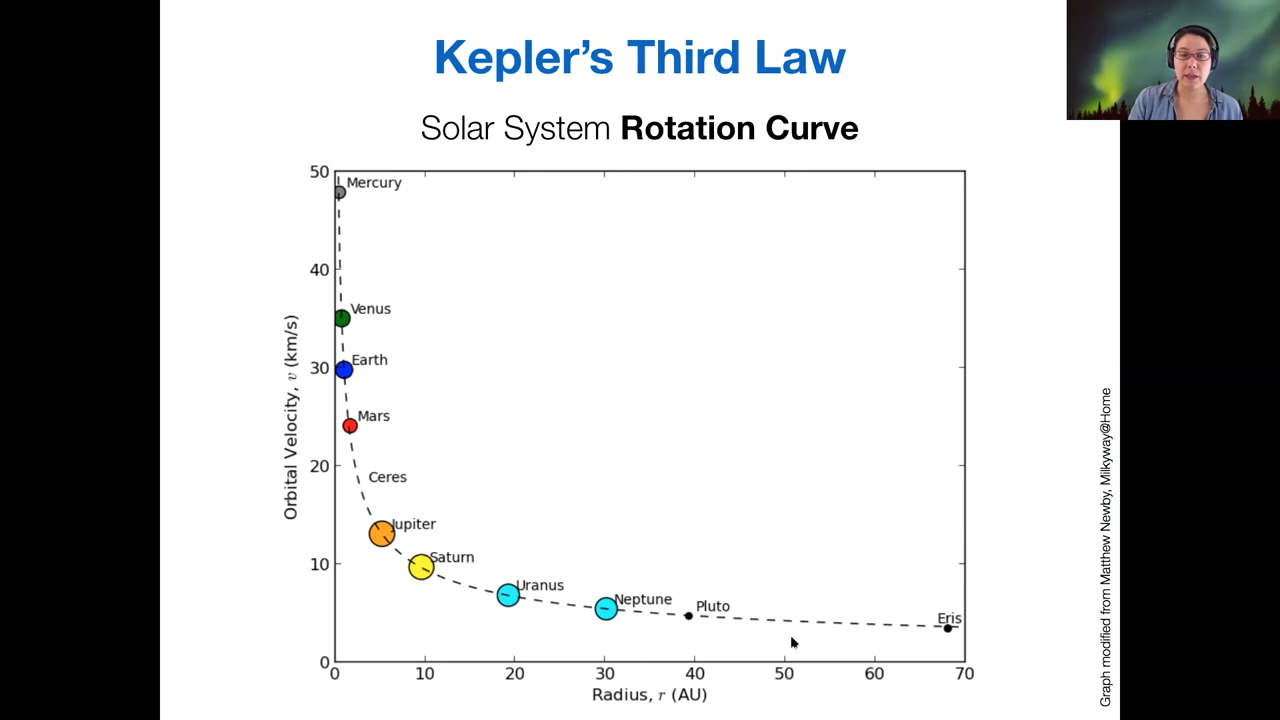 Kepler’s Third Law
Solar System Rotation Curve
50
40
30
20
10
0
Orbital Velocity, v (km/s)
Mercury
Venus
Earth
Mars
Ceres
Jupiter
Saturn
Uranus
Neptune
Pluto
Eris
0 10 20 30 40 50 60 70
Radius, r (AU)
Graph modified from Matthew Newby, Milkyway@Home